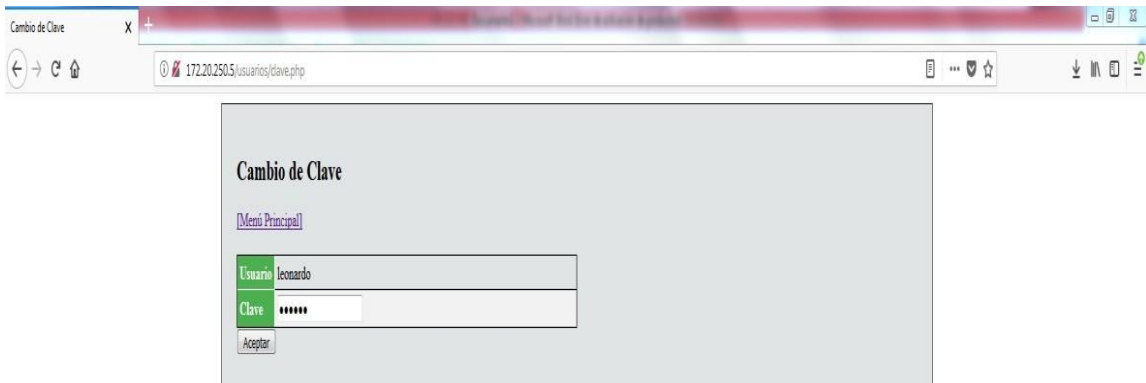 Cambio de Clave X +
172.20.250.5/usuarios/clave.php
Cambio de Clave
[Menú Principal]
Usuario leonardo
Clave ••••••
Aceptar